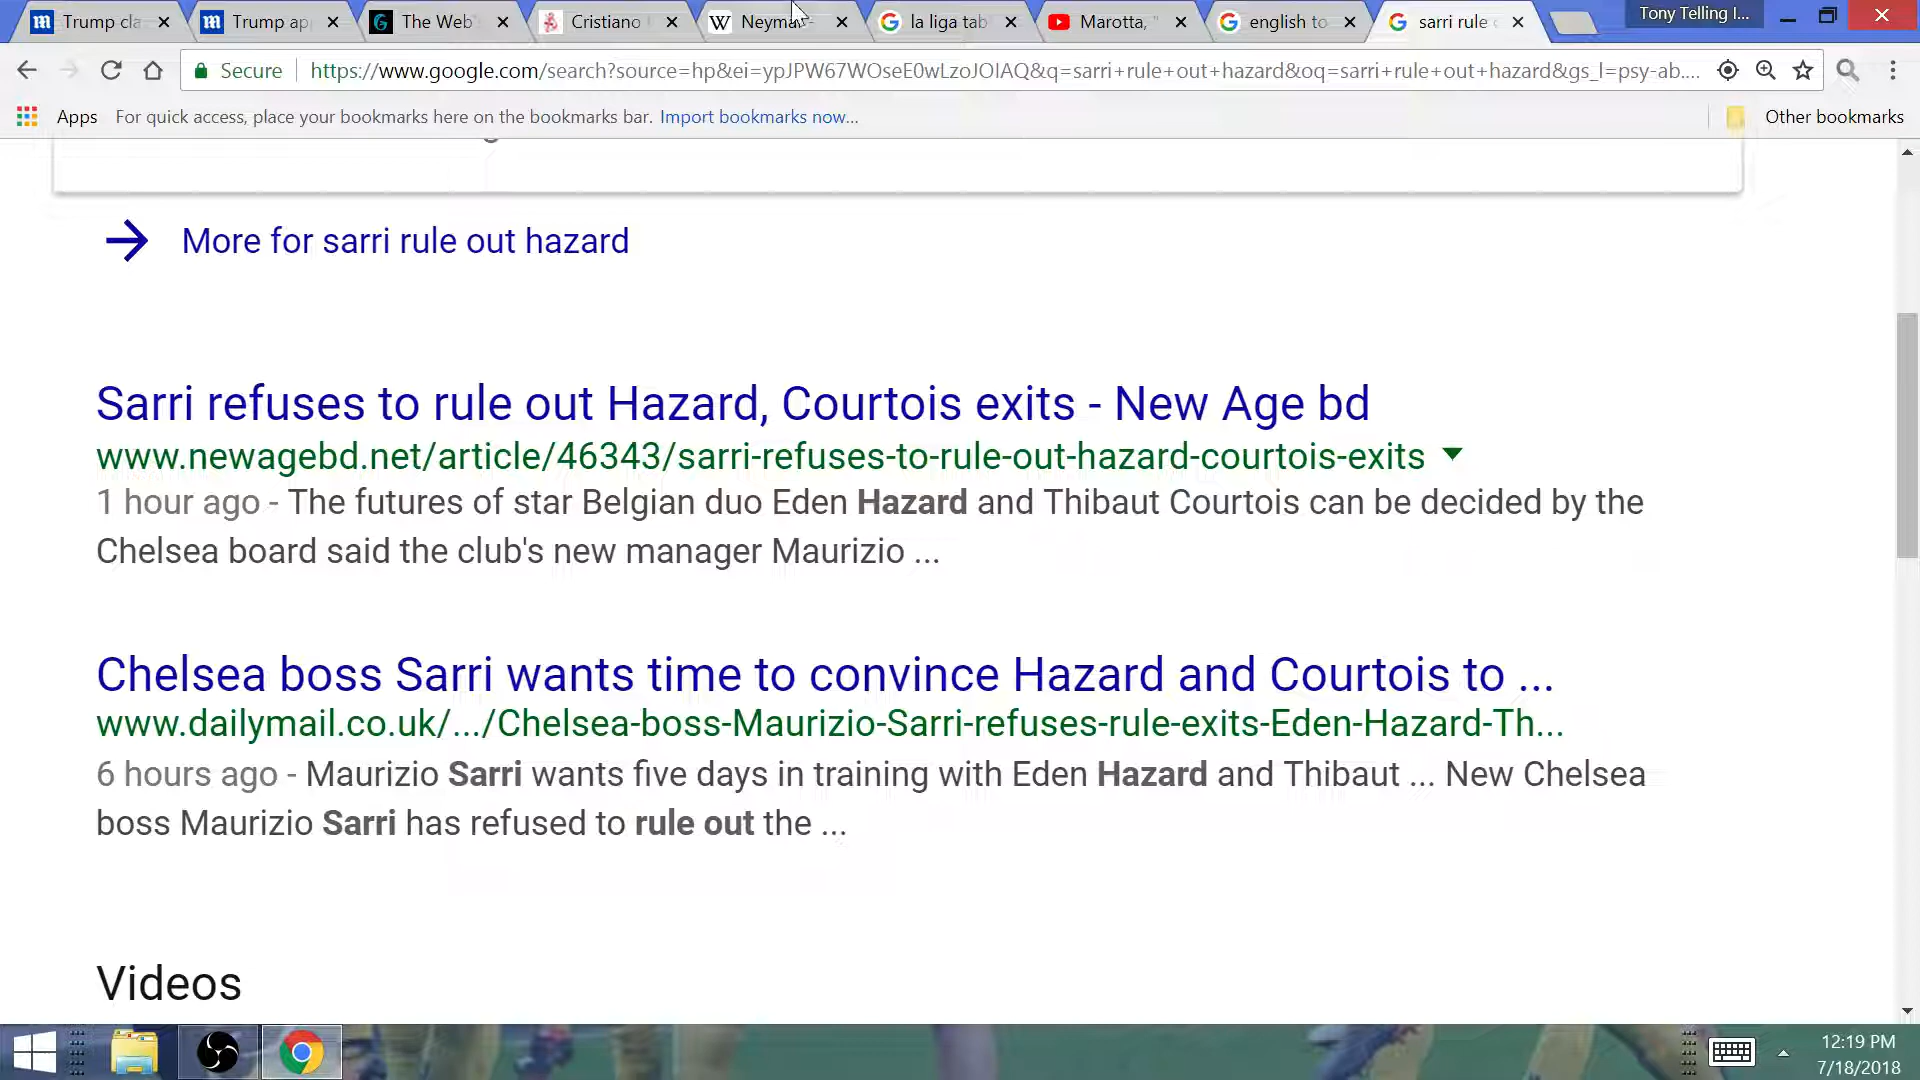 Trump cla
Trump ap
The Web'
Cristiano
Neymar -
la liga tab
Marotta, "
english to
sarri rule o
Tony Telling I...
Secure
https://www.google.com/search?source=hp&ei=ypJPW67WOseE0wLzoJOIAQ&q=sarri+rule+out+hazard&oq=sarri+rule+out+hazard&gs_l=psy-ab....
Apps
For quick access, place your bookmarks here on the bookmarks bar. Import bookmarks now...
Other bookmarks
More for sarri rule out hazard
Sarri refuses to rule out Hazard, Courtois exits - New Age bd
www.newagebd.net/article/46343/sarri-refuses-to-rule-out-hazard-courtois-exits
1 hour ago - The futures of star Belgian duo Eden Hazard and Thibaut Courtois can be decided by the
Chelsea board said the club's new manager Maurizio ...
Chelsea boss Sarri wants time to convince Hazard and Courtois to ...
www.dailymail.co.uk/.../Chelsea-boss-Maurizio-Sarri-refuses-rule-exits-Eden-Hazard-Th...
6 hours ago - Maurizio Sarri wants five days in training with Eden Hazard and Thibaut ... New Chelsea
boss Maurizio Sarri has refused to rule out the ...
Videos
12:19 PM
7/18/2018